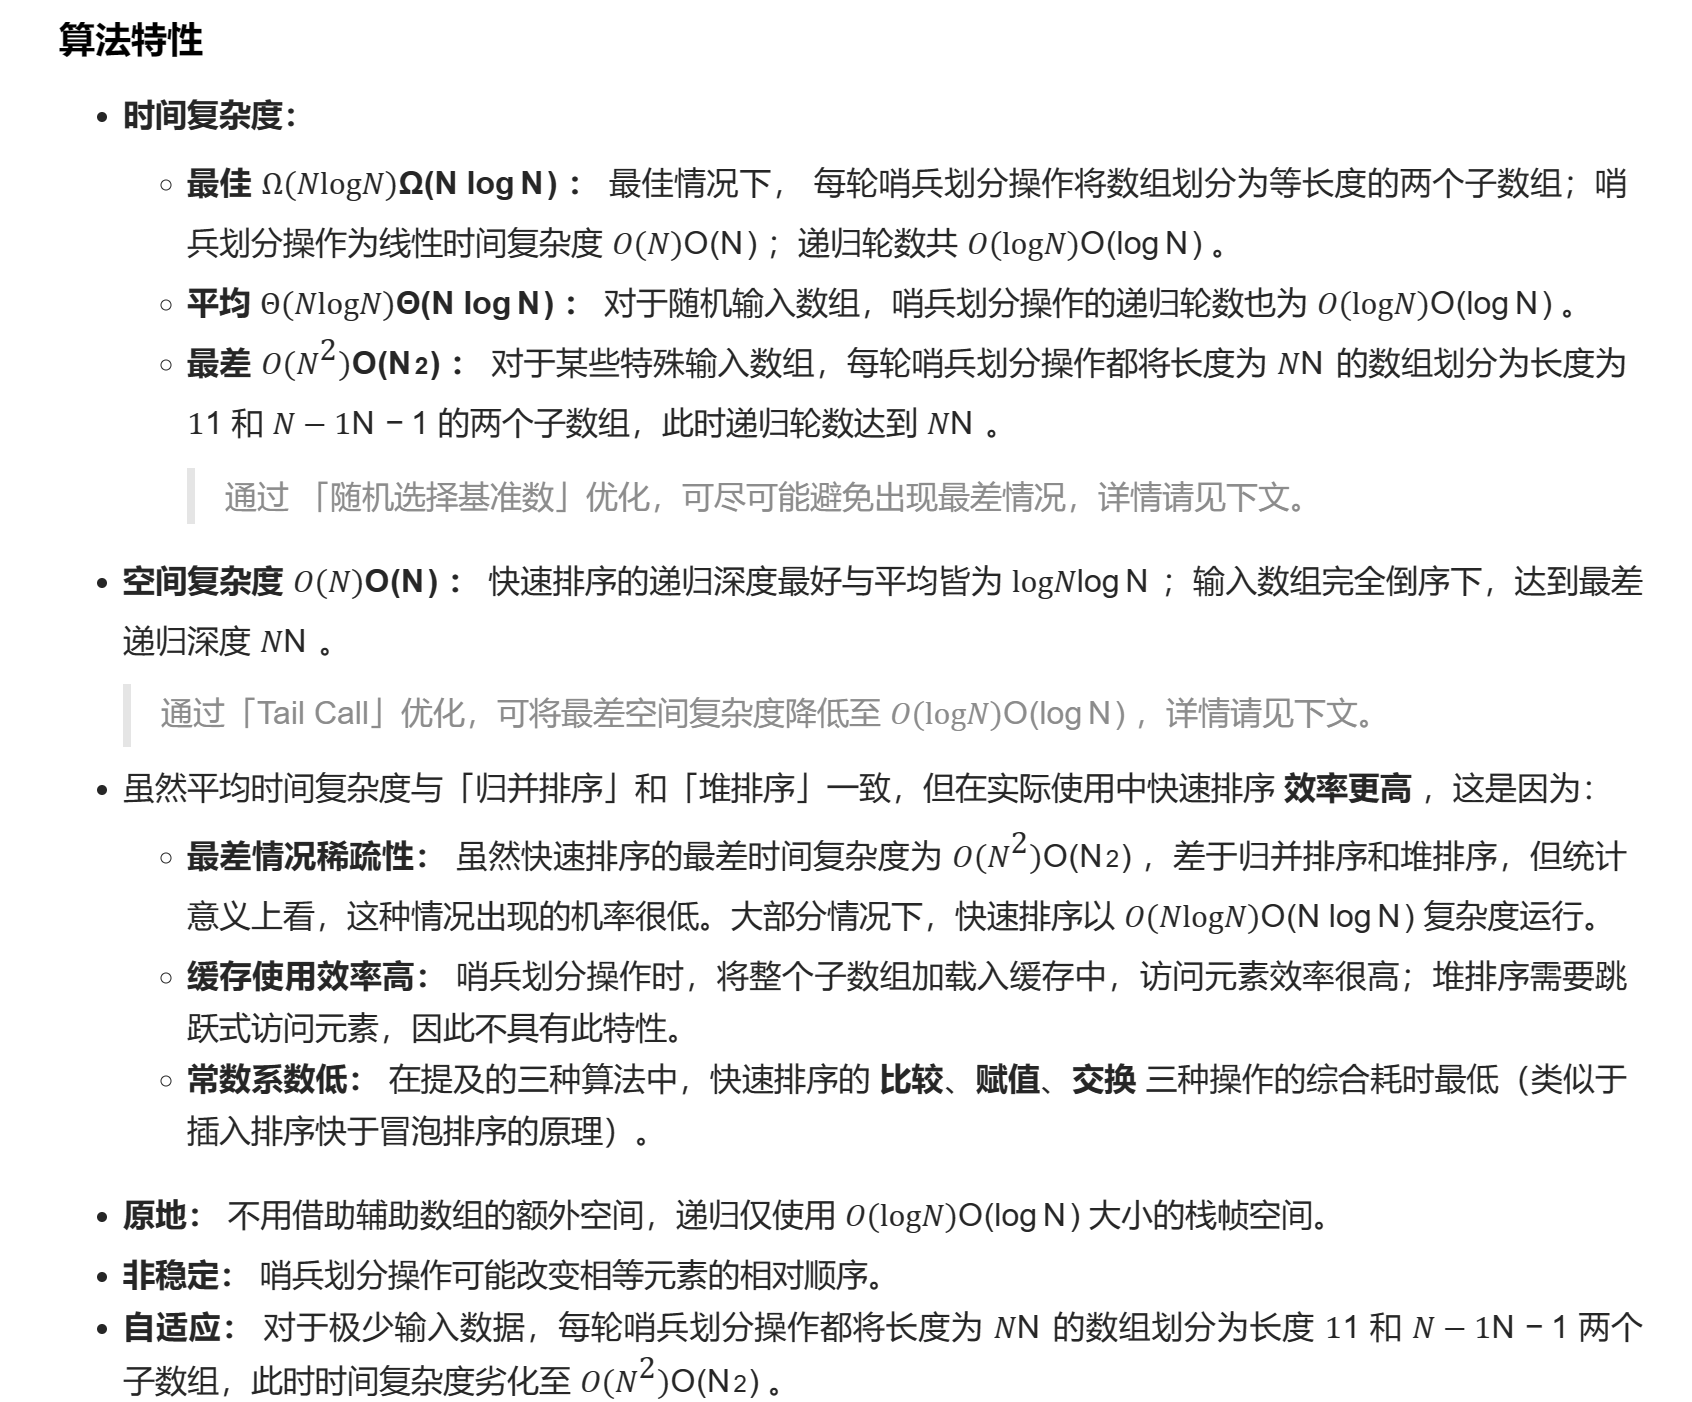 算法特性
• 时间复杂度：
◦ 最佳 Ω(NlogN)Ω(N log N) ： 最佳情况下， 每轮哨兵划分操作将数组划分为等长度的两个子数组；哨
兵划分操作为线性时间复杂度 O(N)O(N) ；递归轮数共 O(logN)O(log N) 。
◦ 平均 Θ(NlogN)Θ(N log N) ： 对于随机输入数组，哨兵划分操作的递归轮数也为 O(logN)O(log N) 。
◦ 最差 O(N²)O(N2) ： 对于某些特殊输入数组，每轮哨兵划分操作都将长度为 NN 的数组划分为长度为
11 和 N − 1N − 1 的两个子数组，此时递归轮数达到 NN 。
通过 「随机选择基准数」优化，可尽可能避免出现最差情况，详情请见下文。
• 空间复杂度 O(N)O(N) ： 快速排序的递归深度最好与平均皆为 logNlog N ；输入数组完全倒序下，达到最差
递归深度 NN 。
通过「Tail Call」优化，可将最差空间复杂度降低至 O(logN)O(log N) ，详情请见下文。
• 虽然平均时间复杂度与「归并排序」和「堆排序」一致，但在实际使用中快速排序 效率更高 ，这是因为：
◦ 最差情况稀疏性： 虽然快速排序的最差时间复杂度为 O(N²)O(N2) ，差于归并排序和堆排序，但统计
意义上看，这种情况出现的机率很低。大部分情况下，快速排序以 O(NlogN)O(N log N) 复杂度运行。
◦ 缓存使用效率高： 哨兵划分操作时，将整个子数组加载入缓存中，访问元素效率很高；堆排序需要跳
跃式访问元素，因此不具有此特性。
◦ 常数系数低： 在提及的三种算法中，快速排序的 比较、赋值、交换 三种操作的综合耗时最低（类似于
插入排序快于冒泡排序的原理）。
• 原地： 不用借助辅助数组的额外空间，递归仅使用 O(logN)O(log N) 大小的栈帧空间。
• 非稳定： 哨兵划分操作可能改变相等元素的相对顺序。
• 自适应： 对于极少输入数据，每轮哨兵划分操作都将长度为 NN 的数组划分为长度 11 和 N − 1N − 1 两个
子数组，此时时间复杂度劣化至 O(N²)O(N2) 。